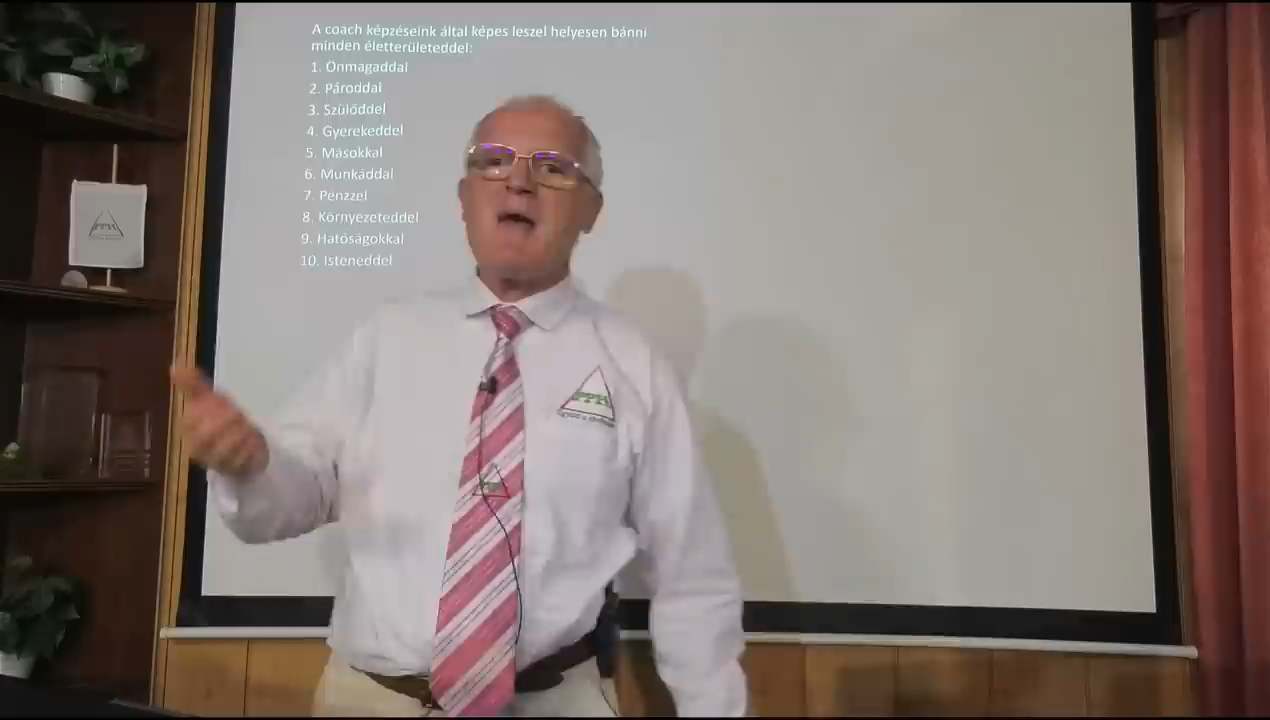 A coach képzéseink által képes leszel helyesen bánni
minden életterületeddel:
1. Önmagaddal
2. Pároddal
3. Szülőddel
4. Gyerekeddel
5. Másokkal
6. Munkáddal
7. Pénzzel
8. Környezeteddel
9. Hatóságokkal
10. Isteneddel
PPK